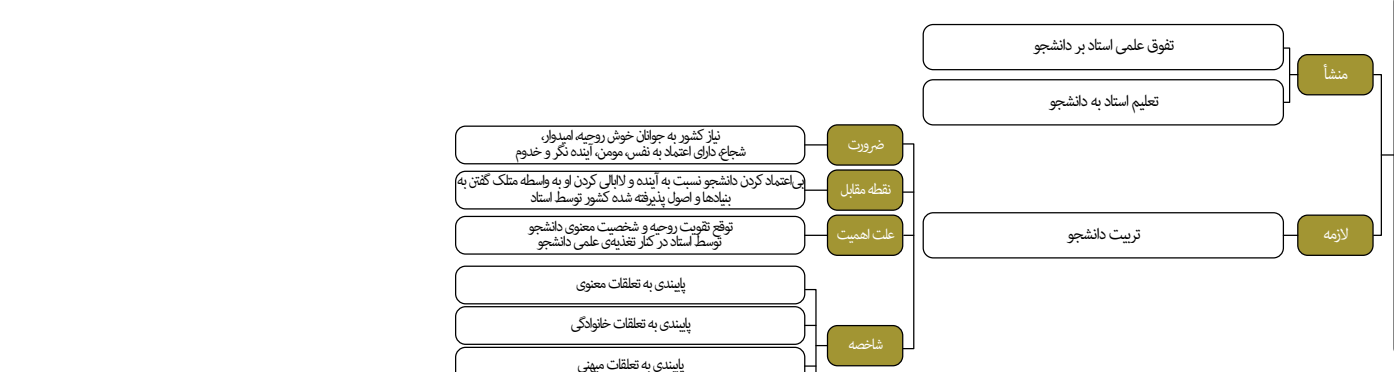 منشأ
تفوق علمی استاد بر دانشجو
تعلیم استاد به دانشجو
لازمه
تربیت دانشجو
ضرورت
نیاز کشور به جوانان خوش روحیه، امیدوار،
شجاع، دارای اعتماد به نفس، مومن، آینده نگر و خدوم
نقطه مقابل
بی‌اعتماد کردن دانشجو نسبت به آینده و لاابالی کردن او به واسطه متلک گفتن به
بنیادها و اصول پذیرفته شده کشور توسط استاد
علت اهمیت
توقع تقویت روحیه و شخصیت معنوی دانشجو
توسط استاد در کنار تغذیه‌ی علمی دانشجو
شاخصه
پایبندی به تعلقات معنوی
پایبندی به تعلقات خانوادگی
پایبندی به تعلقات میهنی